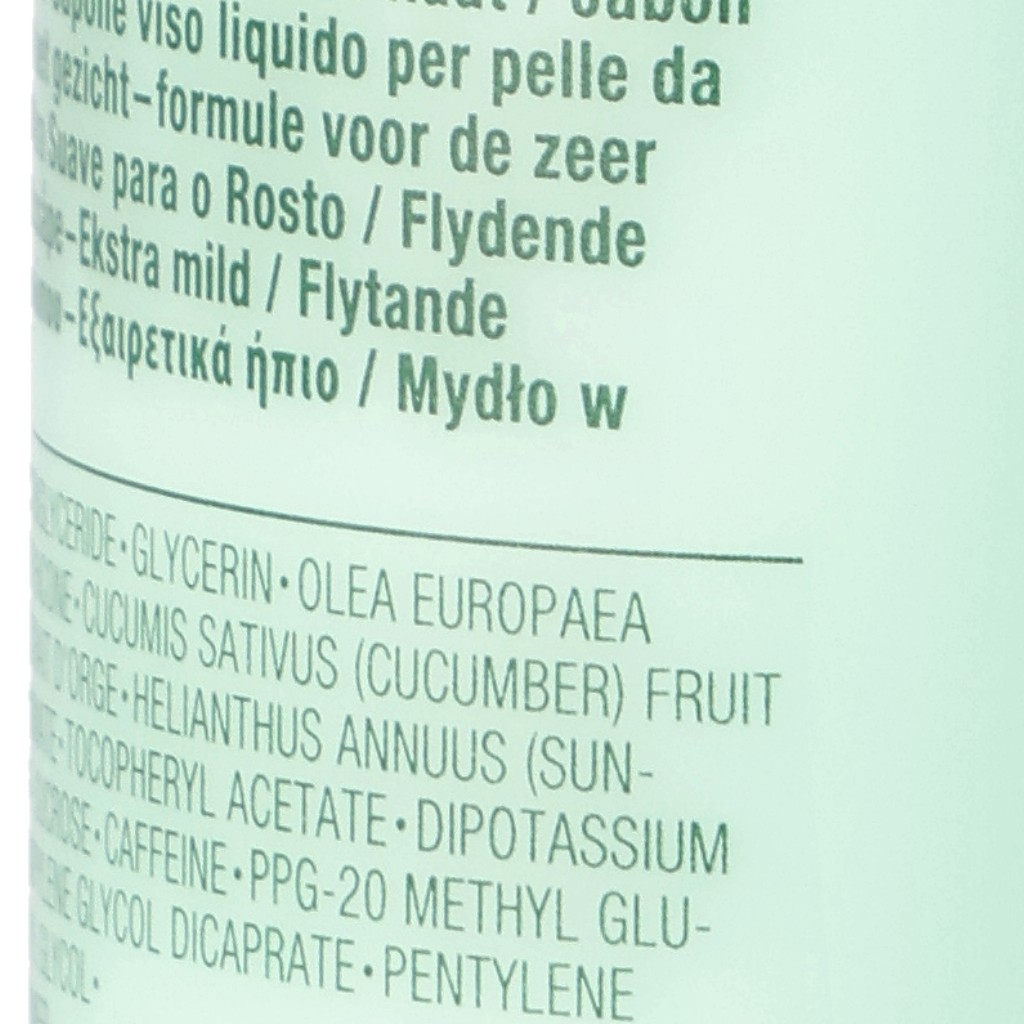 viso liquido per pelle da
gezicht–formule voor de zeer
Suave para o Rosto / Flydende
–Ekstra mild / Flytande
–Εξαιρετικά ήπιο / Mydło w
GLYCERIN • OLEA EUROPAEA
• CUCUMIS SATIVUS (CUCUMBER) FRUIT
D'ORGE • HELIANTHUS ANNUUS (SUN-
• TOCOPHERYL ACETATE • DIPOTASSIUM
• CAFFEINE • PPG-20 METHYL GLU-
GLYCOL DICAPRATE • PENTYLENE
GLYCOL •